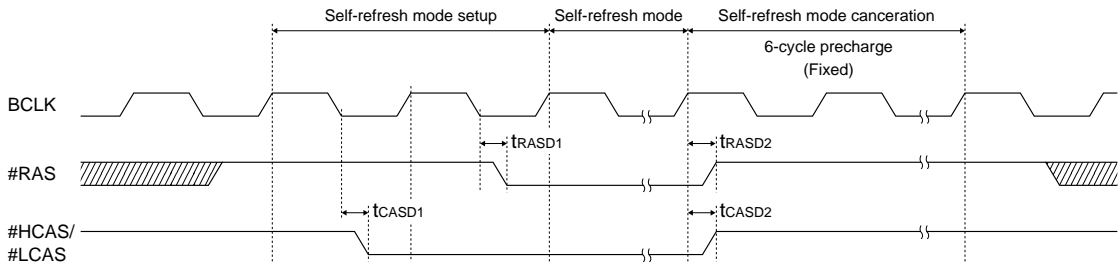 Self-refresh mode setup
Self-refresh mode
Self-refresh mode canceration
6-cycle precharge
(Fixed)
BCLK
tRASD1
tRASD2
#RAS
tCASD1
tCASD2
#HCAS/
#LCAS